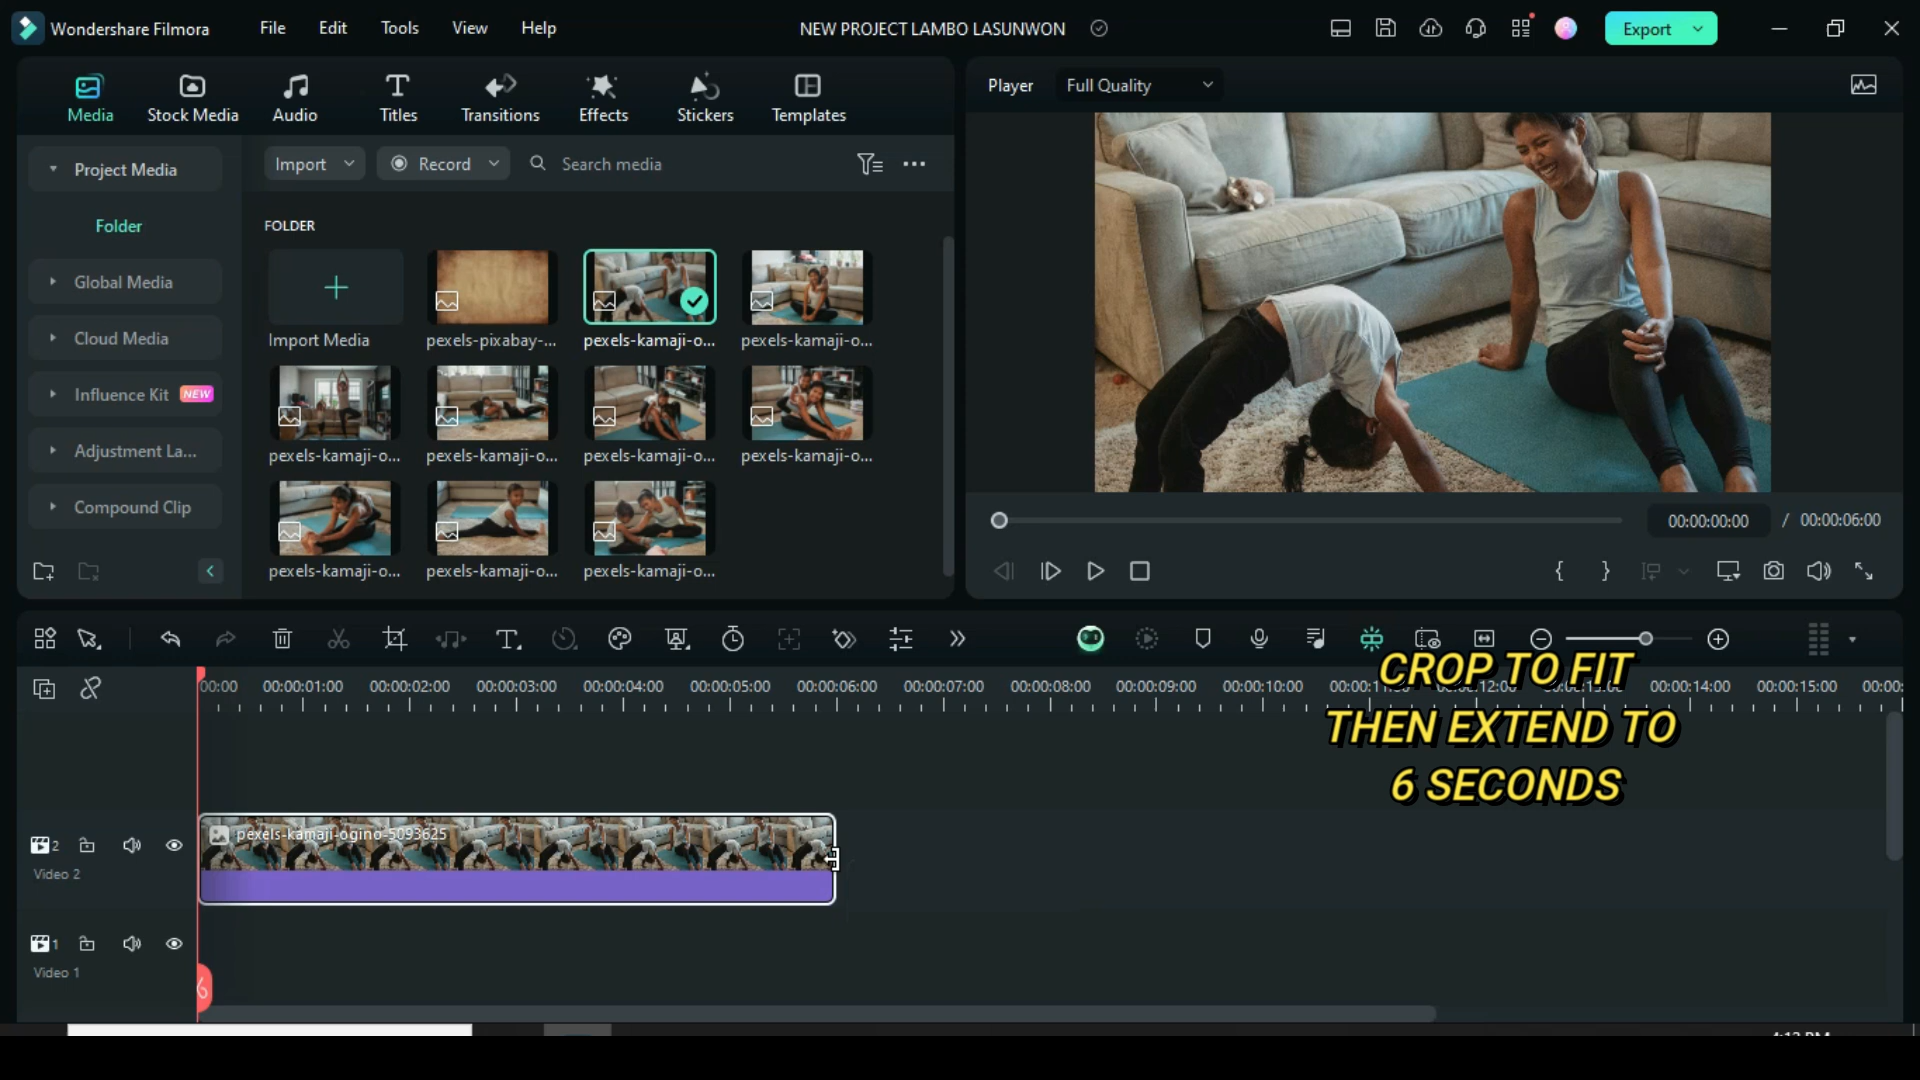 Wondershare Filmora
File
Edit
Tools
View
Help
NEW PROJECT LAMBO LASUNWON
Export
Media
Stock Media
Audio
Titles
Transitions
Effects
Stickers
Templates
Player
Full Quality
Project Media
Import
Record
Search media
Folder
FOLDER
Global Media
Cloud Media
Influence Kit NEW
Adjustment La...
Compound Clip
Import Media
pexels-pixabay-...
pexels-kamaji-o...
pexels-kamaji-o...
pexels-kamaji-o...
pexels-kamaji-o...
pexels-kamaji-o...
pexels-kamaji-o...
pexels-kamaji-o...
pexels-kamaji-o...
pexels-kamaji-o...
00:00:00:00 / 00:00:06:00
00:00
00:00:01:00
00:00:02:00
00:00:03:00
00:00:04:00
00:00:05:00
00:00:06:00
00:00:07:00
00:00:08:00
00:00:09:00
00:00:10:00
00:00:14:00
00:00:15:00
00:00:
CROP TO FIT
THEN EXTEND TO
6 SECONDS
pexels-kamaji-ogino-5093625
2
Video 2
1
Video 1